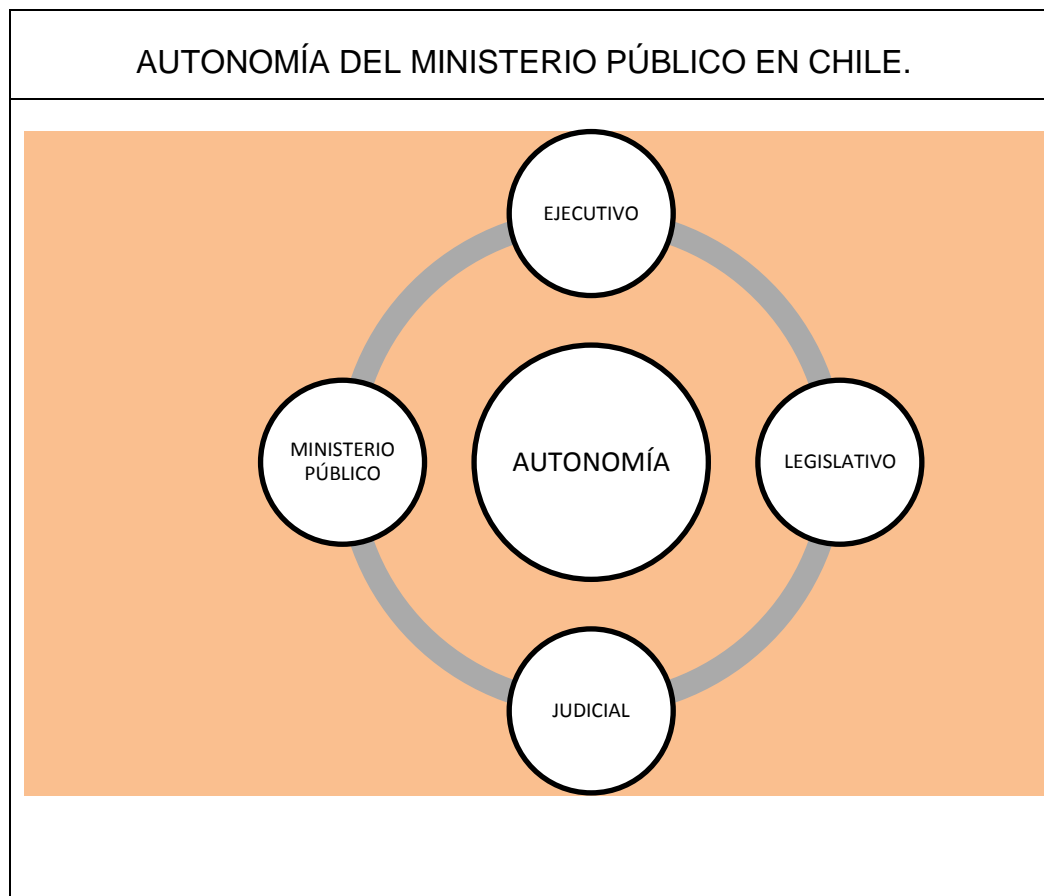 AUTONOMÍA DEL MINISTERIO PÚBLICO EN CHILE.
EJECUTIVO
MINISTERIO
PÚBLICO
AUTONOMÍA
LEGISLATIVO
JUDICIAL